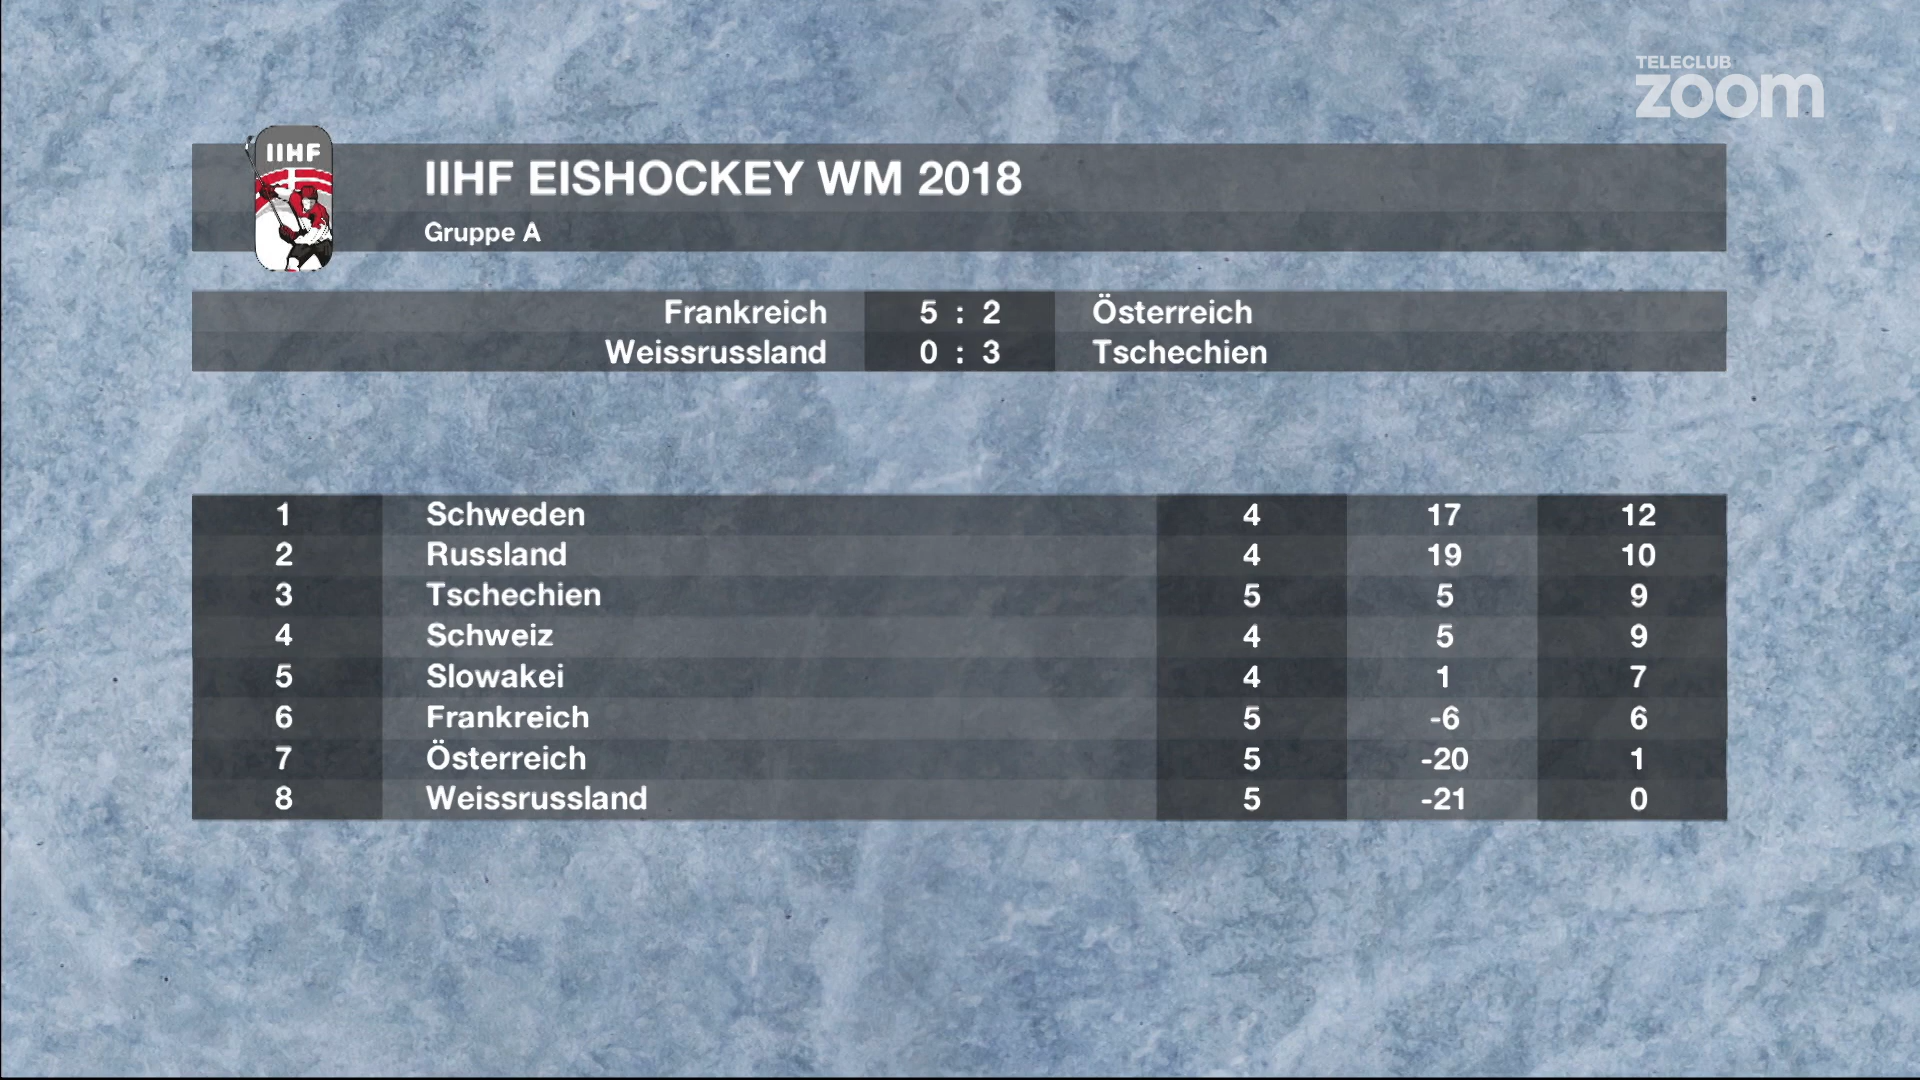 TELECLUB
zoom
IIHF
IIHF EISHOCKEY WM 2018
Gruppe A
Frankreich 5 : 2 Österreich
Weissrussland 0 : 3 Tschechien
1 Schweden 4 17 12
2 Russland 4 19 10
3 Tschechien 5 5 9
4 Schweiz 4 5 9
5 Slowakei 4 1 7
6 Frankreich 5 -6 6
7 Österreich 5 -20 1
8 Weissrussland 5 -21 0